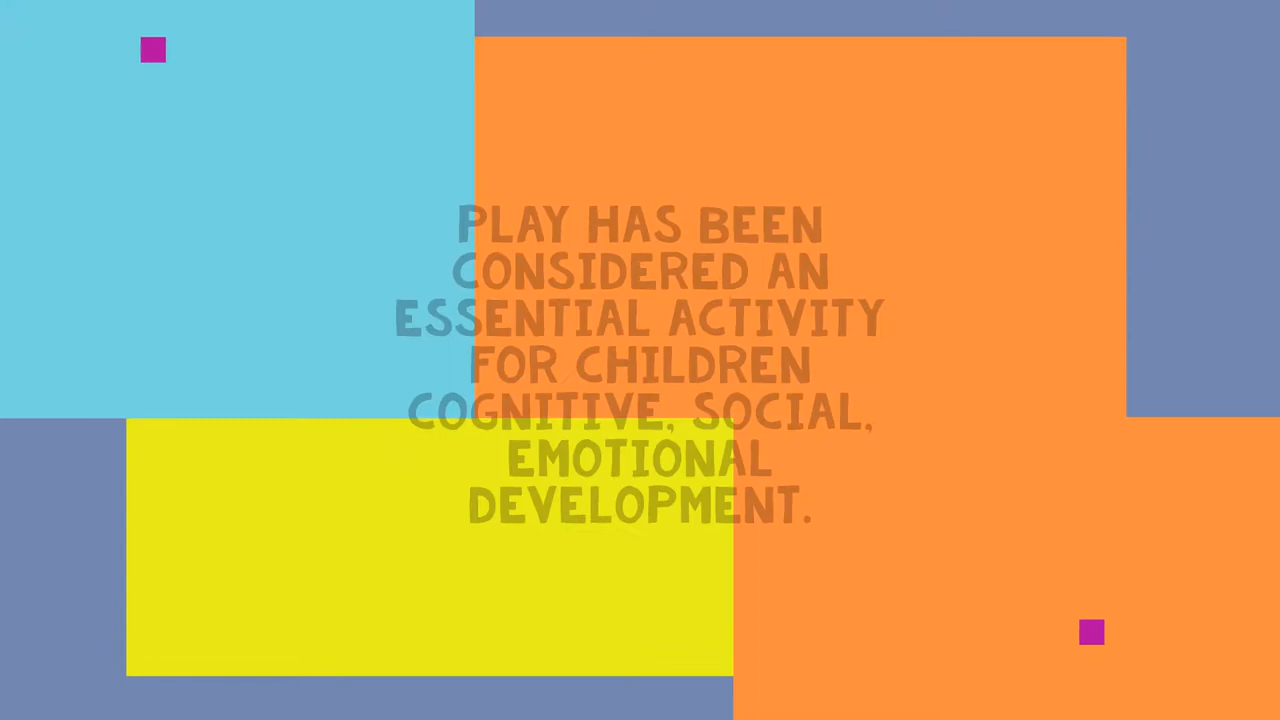 PLAY HAS BEEN
CONSIDERED AN
ESSENTIAL ACTIVITY
FOR CHILDREN
COGNITIVE, SOCIAL,
EMOTIONAL
DEVELOPMENT.